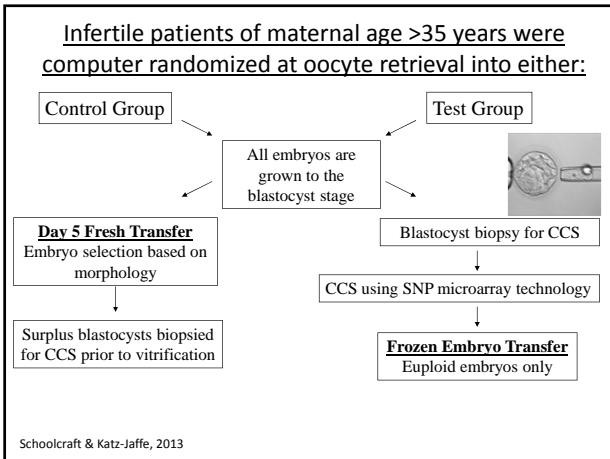 Infertile patients of maternal age >35 years were
computer randomized at oocyte retrieval into either:
Control Group
Test Group
All embryos are
grown to the
blastocyst stage
Day 5 Fresh Transfer
Embryo selection based on
morphology
Surplus blastocysts biopsied
for CCS prior to vitrification
Blastocyst biopsy for CCS
CCS using SNP microarray technology
Frozen Embryo Transfer
Euploid embryos only
Schoolcraft & Katz-Jaffe, 2013